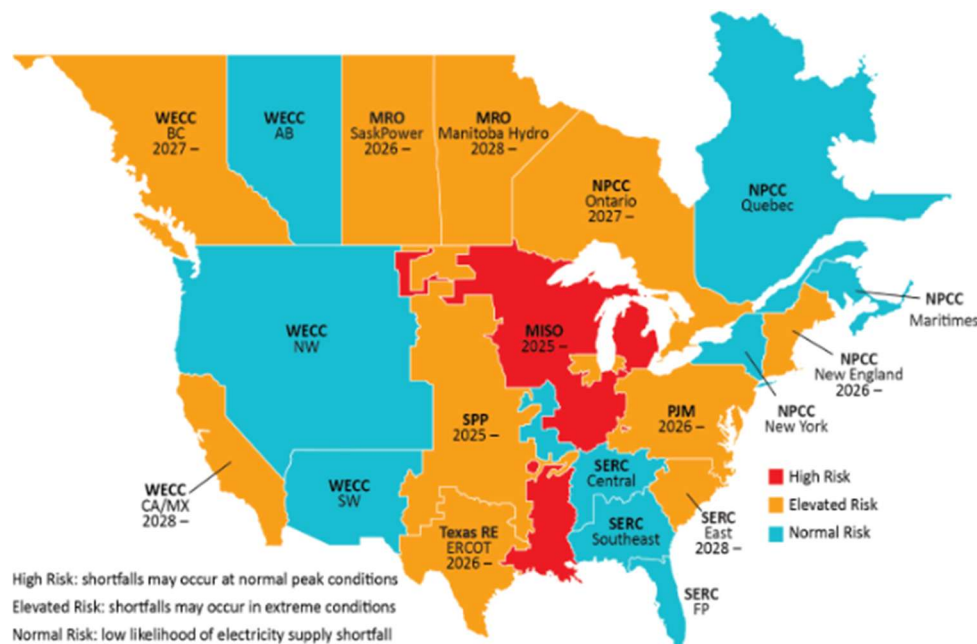 WECC
BC
2027 –
WECC
AB
MRO
SaskPower
2026 –
MRO
Manitoba Hydro
2028 –
NPCC
Ontario
2027 –
NPCC
Quebec
NPCC
Maritimes
WECC
NW
MISO
2025 –
NPCC
New England
2026 –
SPP
2025 –
PJM
2026 –
NPCC
New York
WECC
CA/MX
2028 –
WECC
SW
SERC
Central
High Risk
Elevated Risk
Normal Risk
Texas RE
ERCOT
2026 –
SERC
Southeast
SERC
East
2028 –
SERC
FP
High Risk: shortfalls may occur at normal peak conditions
Elevated Risk: shortfalls may occur in extreme conditions
Normal Risk: low likelihood of electricity supply shortfall